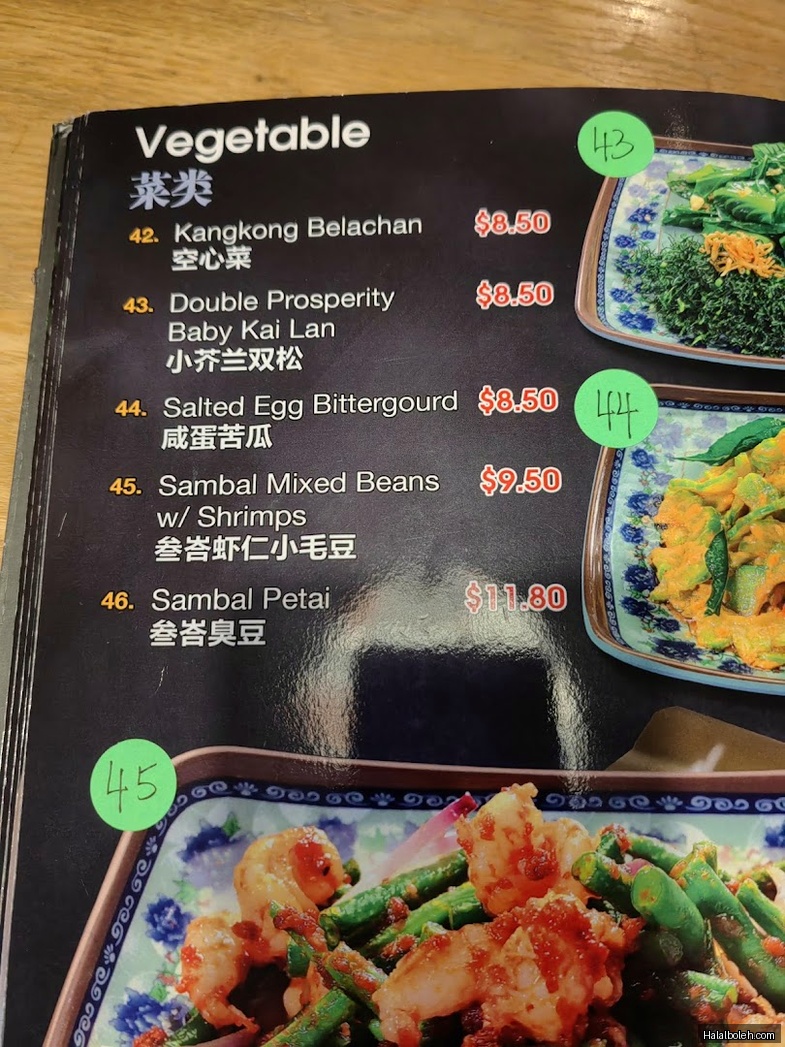 Vegetable
菜类
42. Kangkong Belachan $8.50
空心菜
43. Double Prosperity $8.50
Baby Kai Lan
小芥兰双松
44. Salted Egg Bittergourd $8.50
咸蛋苦瓜
45. Sambal Mixed Beans $9.50
w/ Shrimps
叁峇虾仁小毛豆
46. Sambal Petai $11.80
叁峇臭豆
43
44
45
Halalboleh.com